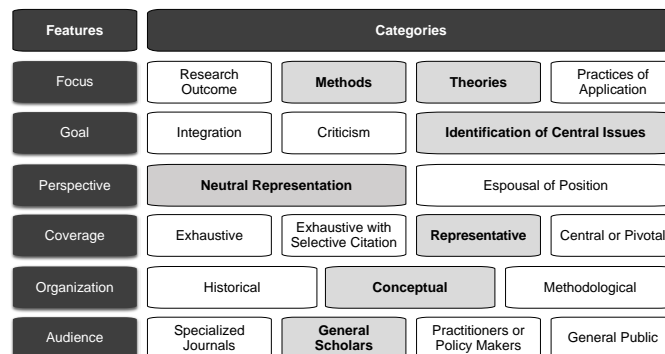 Features
Categories
Focus
Research
Outcome
Methods
Theories
Practices of
Application
Goal
Integration
Criticism
Identification of Central Issues
Perspective
Neutral Representation
Espousal of Position
Coverage
Exhaustive
Exhaustive with
Selective Citation
Representative
Central or Pivotal
Organization
Historical
Conceptual
Methodological
Audience
Specialized
Journals
General
Scholars
Practitioners or
Policy Makers
General Public